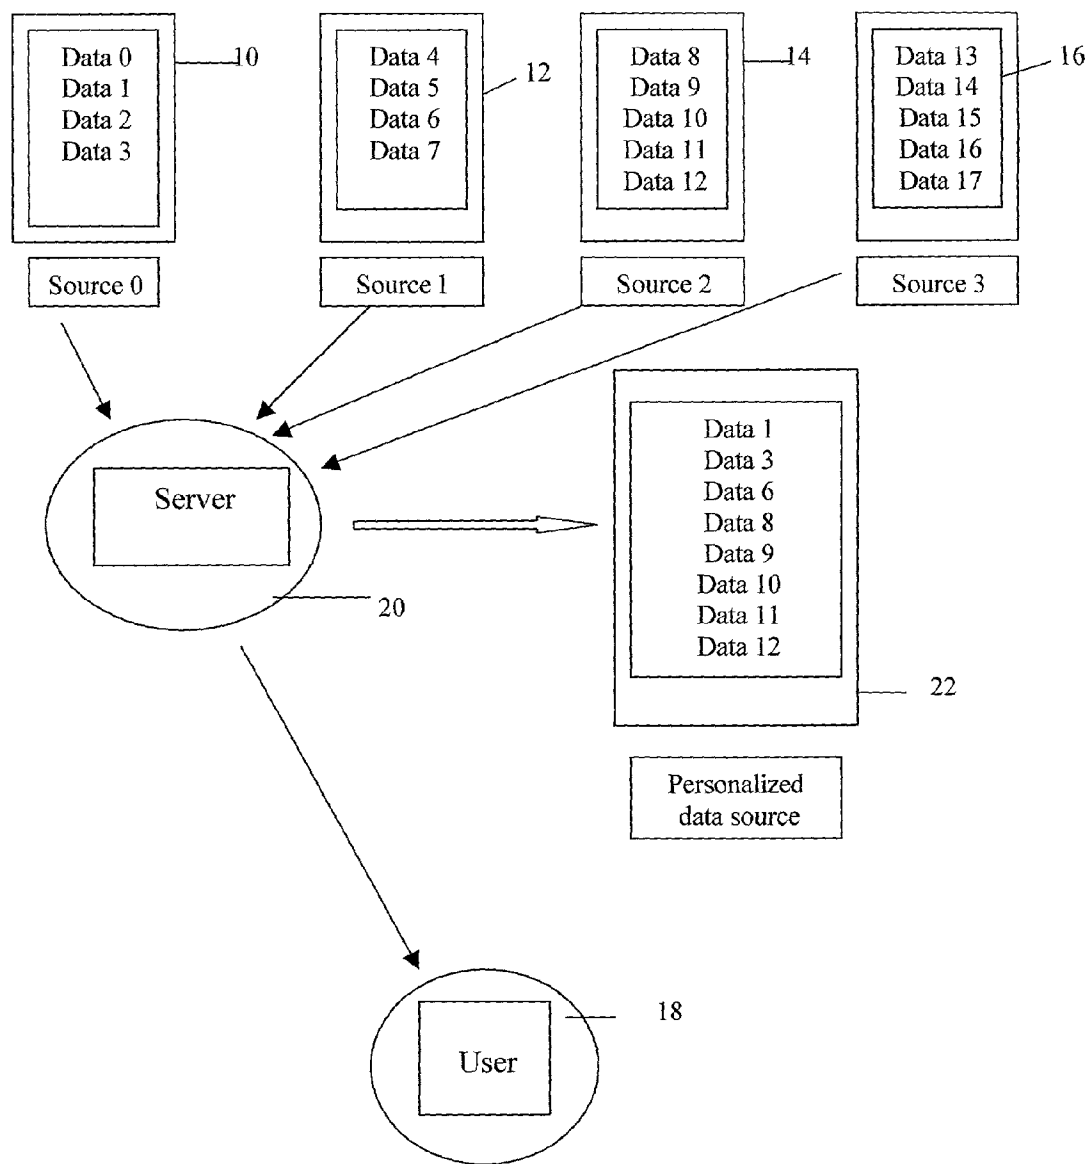 Data 0
Data 1
Data 2
Data 3
10
Data 4
Data 5
Data 6
Data 7
12
Data 8
Data 9
Data 10
Data 11
Data 12
14
Data 13
Data 14
Data 15
Data 16
Data 17
16
Source 0
Source 1
Source 2
Source 3
Server
20
Data 1
Data 3
Data 6
Data 8
Data 9
Data 10
Data 11
Data 12
22
Personalized
data source
18
User